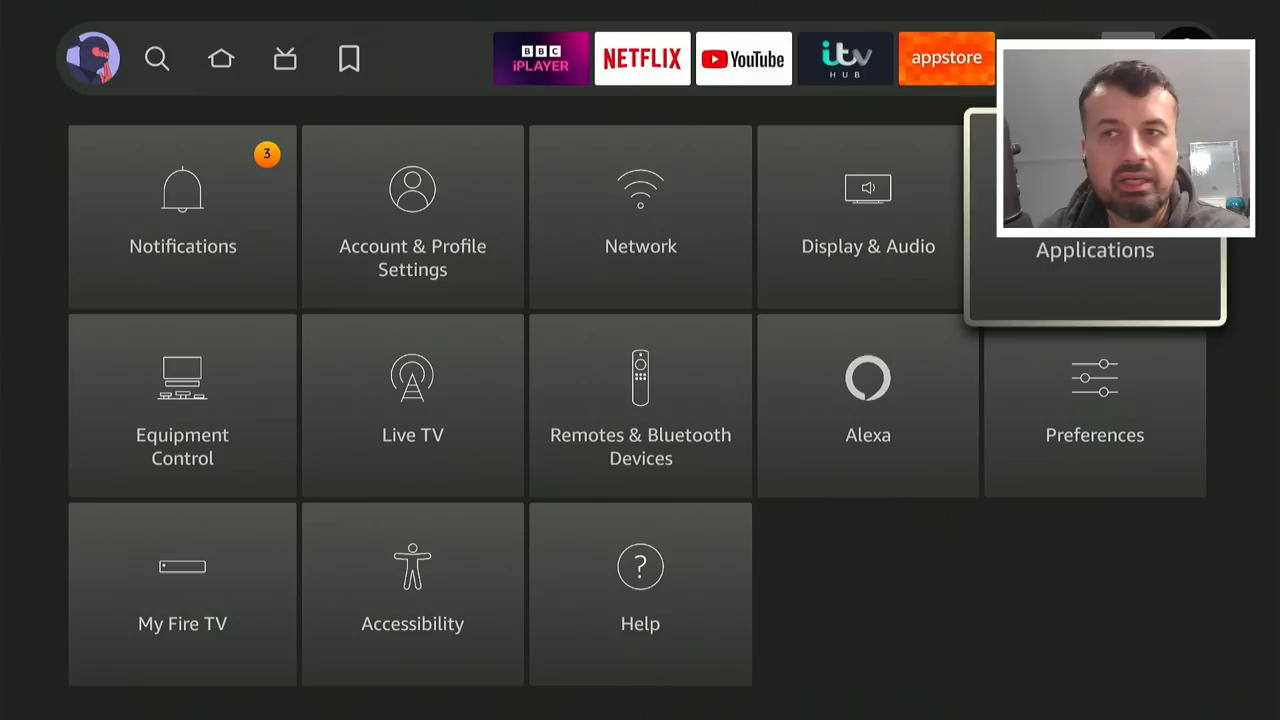 BBC
iPLAYER
NETFLIX
YouTube
itv
HUB
appstore
3
Notifications
Account & Profile
Settings
Network
Display & Audio
Applications
Equipment
Control
Live TV
Remotes & Bluetooth
Devices
Alexa
Preferences
My Fire TV
Accessibility
?
Help